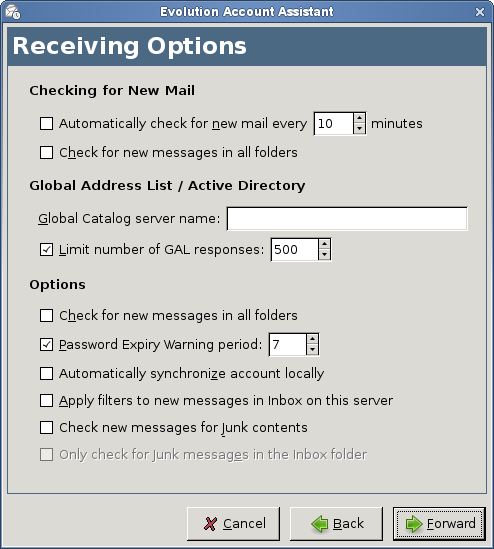 Evolution Account Assistant
Receiving Options
Checking for New Mail
Automatically check for new mail every 10 minutes
Check for new messages in all folders
Global Address List / Active Directory
Global Catalog server name:
Limit number of GAL responses: 500
Options
Check for new messages in all folders
Password Expiry Warning period: 7
Automatically synchronize account locally
Apply filters to new messages in Inbox on this server
Check new messages for Junk contents
Only check for Junk messages in the Inbox folder
Cancel Back Forward